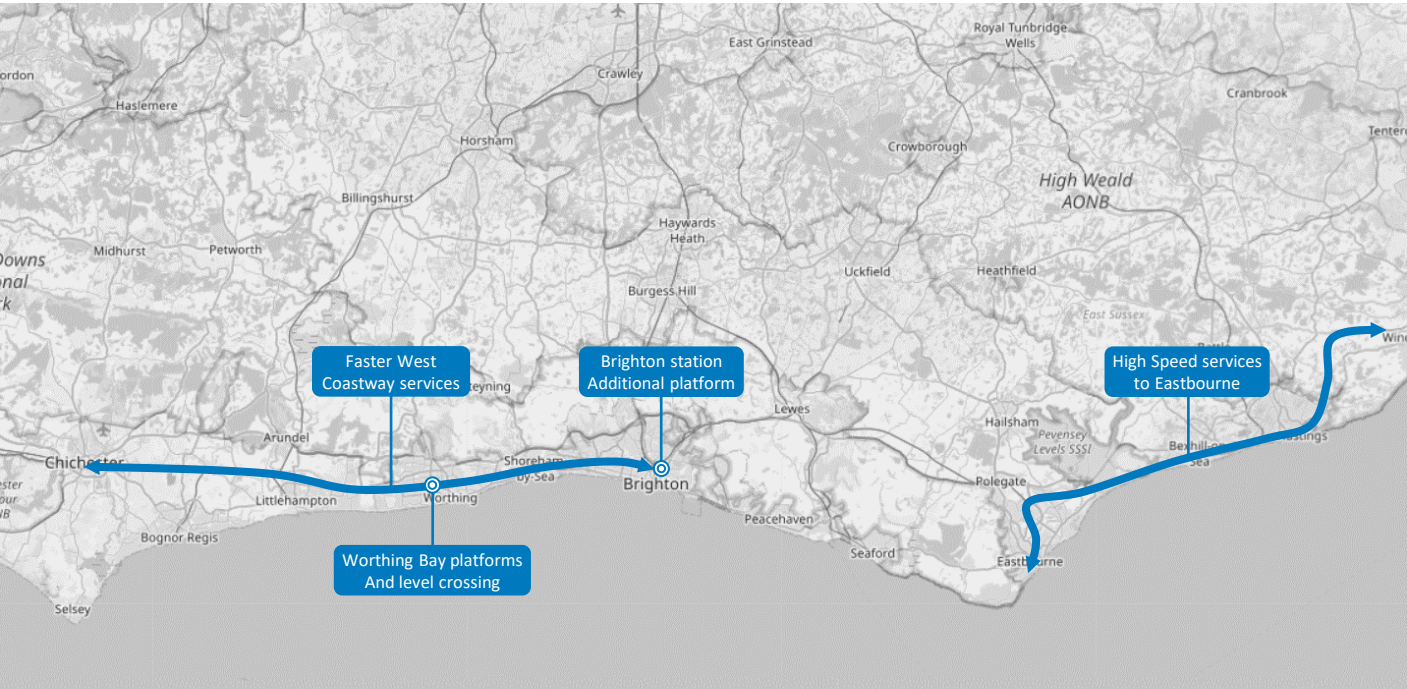 Royal Tunbridge
Wells
East Grinstead
Crawley
Cranbrook
Haslemere
Horsham
Crowborough
High Weald
AONB
Billingshurst
Haywards
Heath
Midhurst
Petworth
Uckfield
Heathfield
Burgess Hill
East Sussex
Faster West
Coastway services
Brighton station
Additional platform
High Speed services
to Eastbourne
Lewes
Hailsham
Arundel
Pevensey
Levels SSSI
Chichester
Shoreham-
by-Sea
Brighton
Polegate
Littlehampton
Worthing
Peacehaven
Bognor Regis
Seaford
Eastbourne
Worthing Bay platforms
And level crossing
Selsey